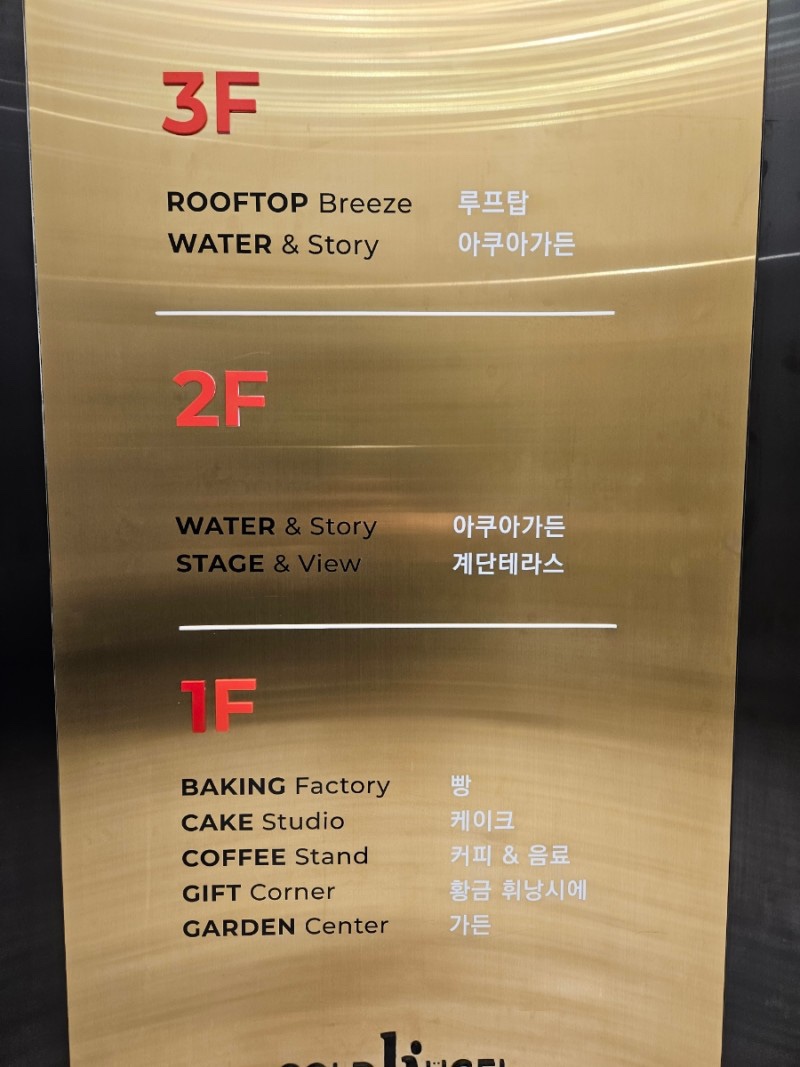 3F
ROOFTOP Breeze 루프탑
WATER & Story 아쿠아가든
2F
WATER & Story 아쿠아가든
STAGE & View 계단테라스
1F
BAKING Factory 빵
CAKE Studio 케이크
COFFEE Stand 커피 & 음료
GIFT Corner 황금 휘낭시에
GARDEN Center 가든